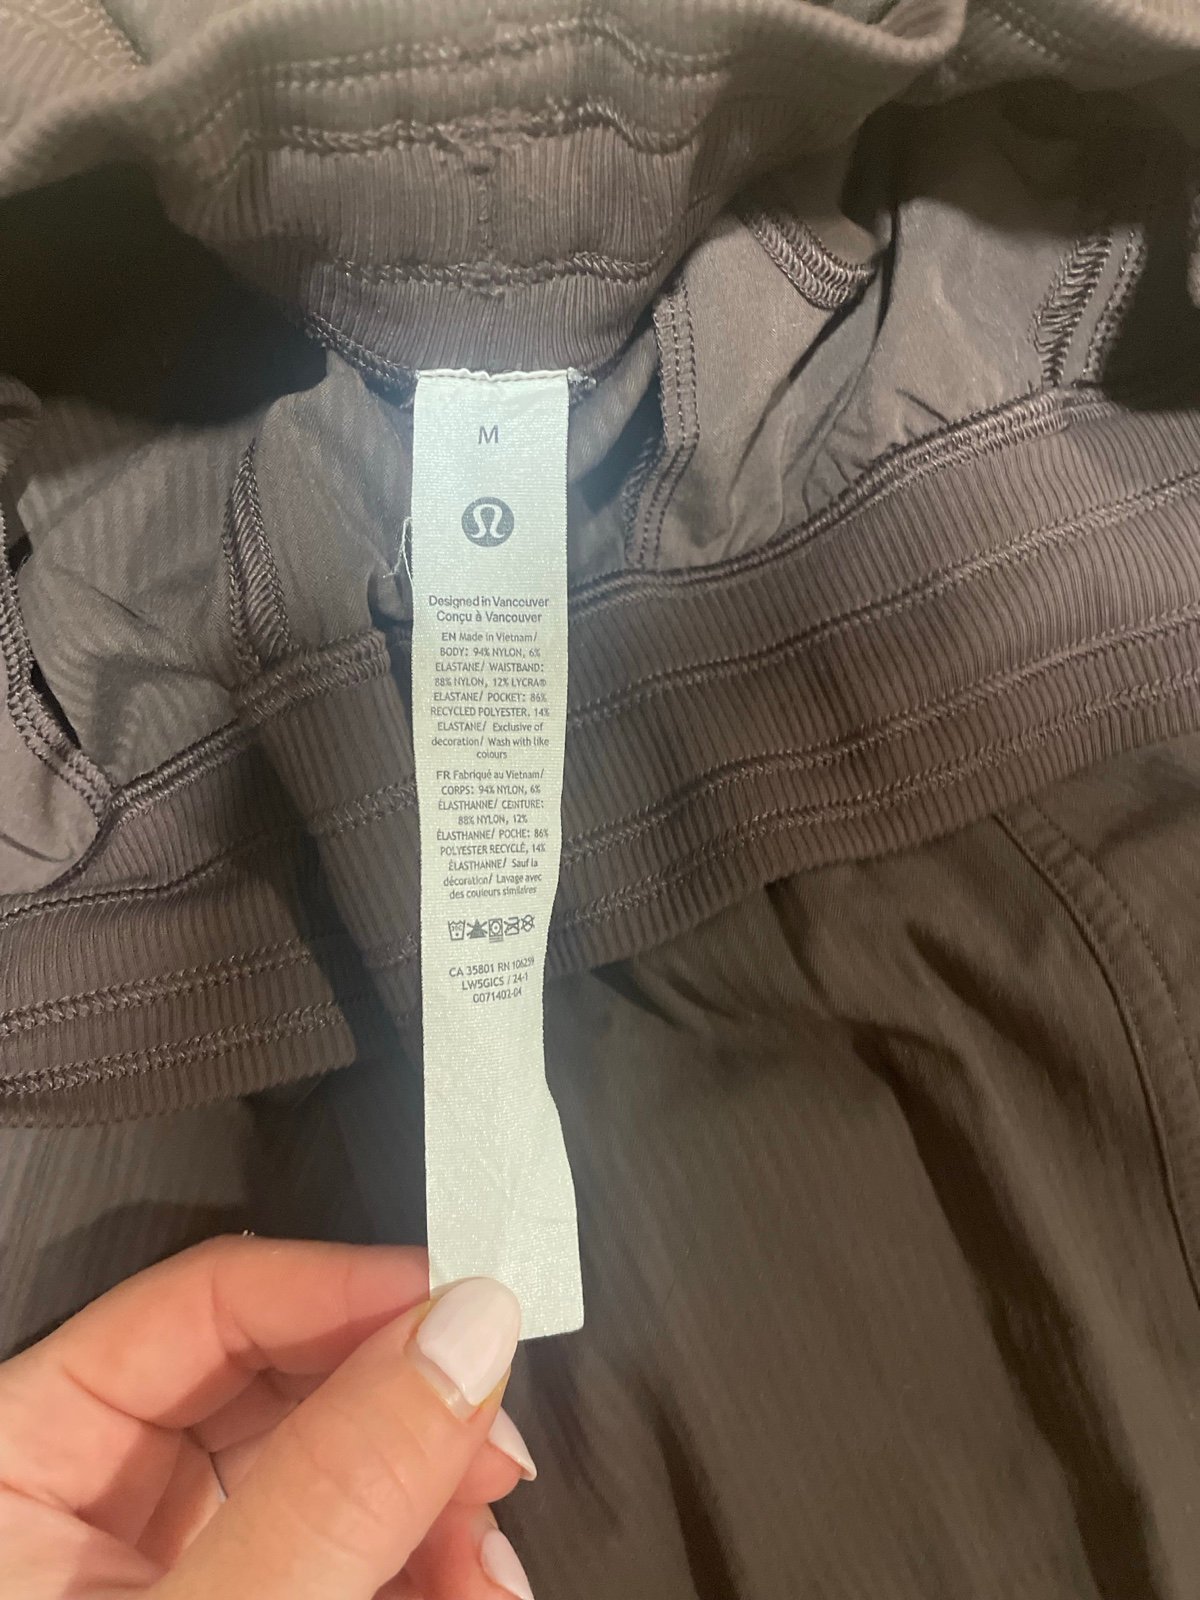 M
Designed in Vancouver
Conçu à Vancouver
EN Made in Vietnam/
BODY: 94% NYLON, 6%
ELASTANE/ WAISTBAND:
88% NYLON, 12% LYCRA®
ELASTANE/ POCKET: 86%
RECYCLED POLYESTER, 14%
ELASTANE/ Exclusive of
decoration/ Wash with like
colours
FR Fabriqué au Vietnam/
CORPS: 94% NYLON, 6%
ÉLASTHANNE/ CEINTURE:
88% NYLON, 12%
ÉLASTHANNE/ POCHE: 86%
POLYESTER RECYCLÉ, 14%
ÉLASTHANNE/ Sauf la
décoration/ Lavage avec
des couleurs similaires
CA 35801 RN 106259
LW5GICS / 24-1
0071402-04